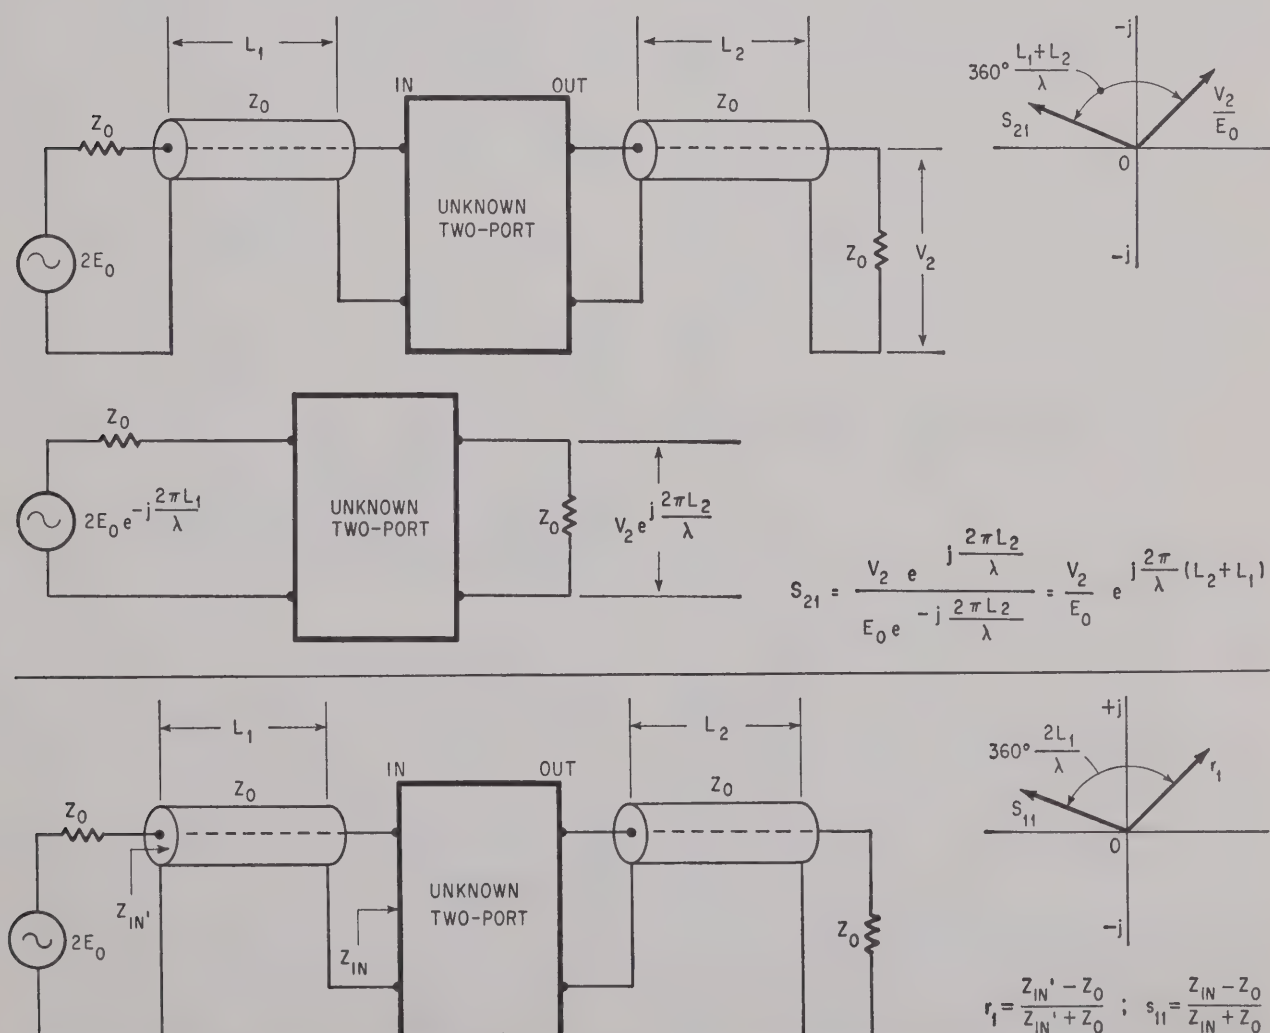 L₁
L₂
Z₀
Z₀
Z₀
IN
OUT
2E₀
UNKNOWN
TWO-PORT
Z₀
V₂
-j
360° (L₁+L₂)/λ
S₂₁
V₂/E₀
0
-j
Z₀
2E₀ e^(-j 2πL₁/λ)
UNKNOWN
TWO-PORT
Z₀
V₂ e^(j 2πL₂/λ)
S₂₁ = (V₂ e^(j 2πL₂/λ))/(E₀ e^(-j 2πL₂/λ)) = V₂/E₀ e^(j 2π/λ (L₂+L₁))
L₁
L₂
Z₀
Z₀
Z₀
IN
OUT
Z_IN'
2E₀
Z_IN
UNKNOWN
TWO-PORT
Z₀
+j
360° 2L₁/λ
r₁
S₁₁
0
-j
r₁ = (Z_IN' - Z₀)/(Z_IN' + Z₀) ; s₁₁ = (Z_IN - Z₀)/(Z_IN + Z₀)